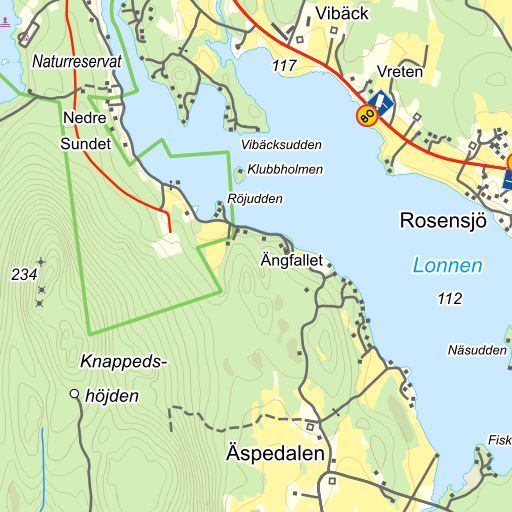 Vibäck
Naturreservat
117
Vreten
80
Nedre
Sundet
Vibäcksudden
Klubbholmen
Röjudden
Rosensjö
Ängfallet
Lonnen
234
112
Näsudden
Knappeds-
höjden
Äspedalen
Fisk